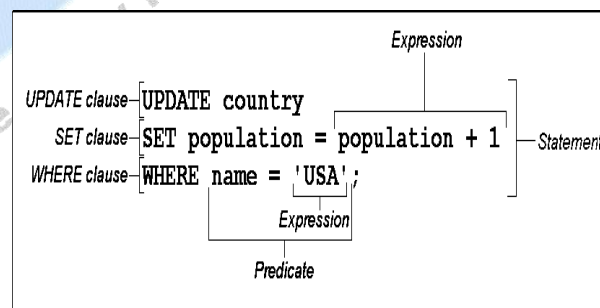 Expression
UPDATE clause UPDATE country
SET clause SET population = population + 1 Statement
WHERE clause WHERE name = 'USA';
Expression
Predicate